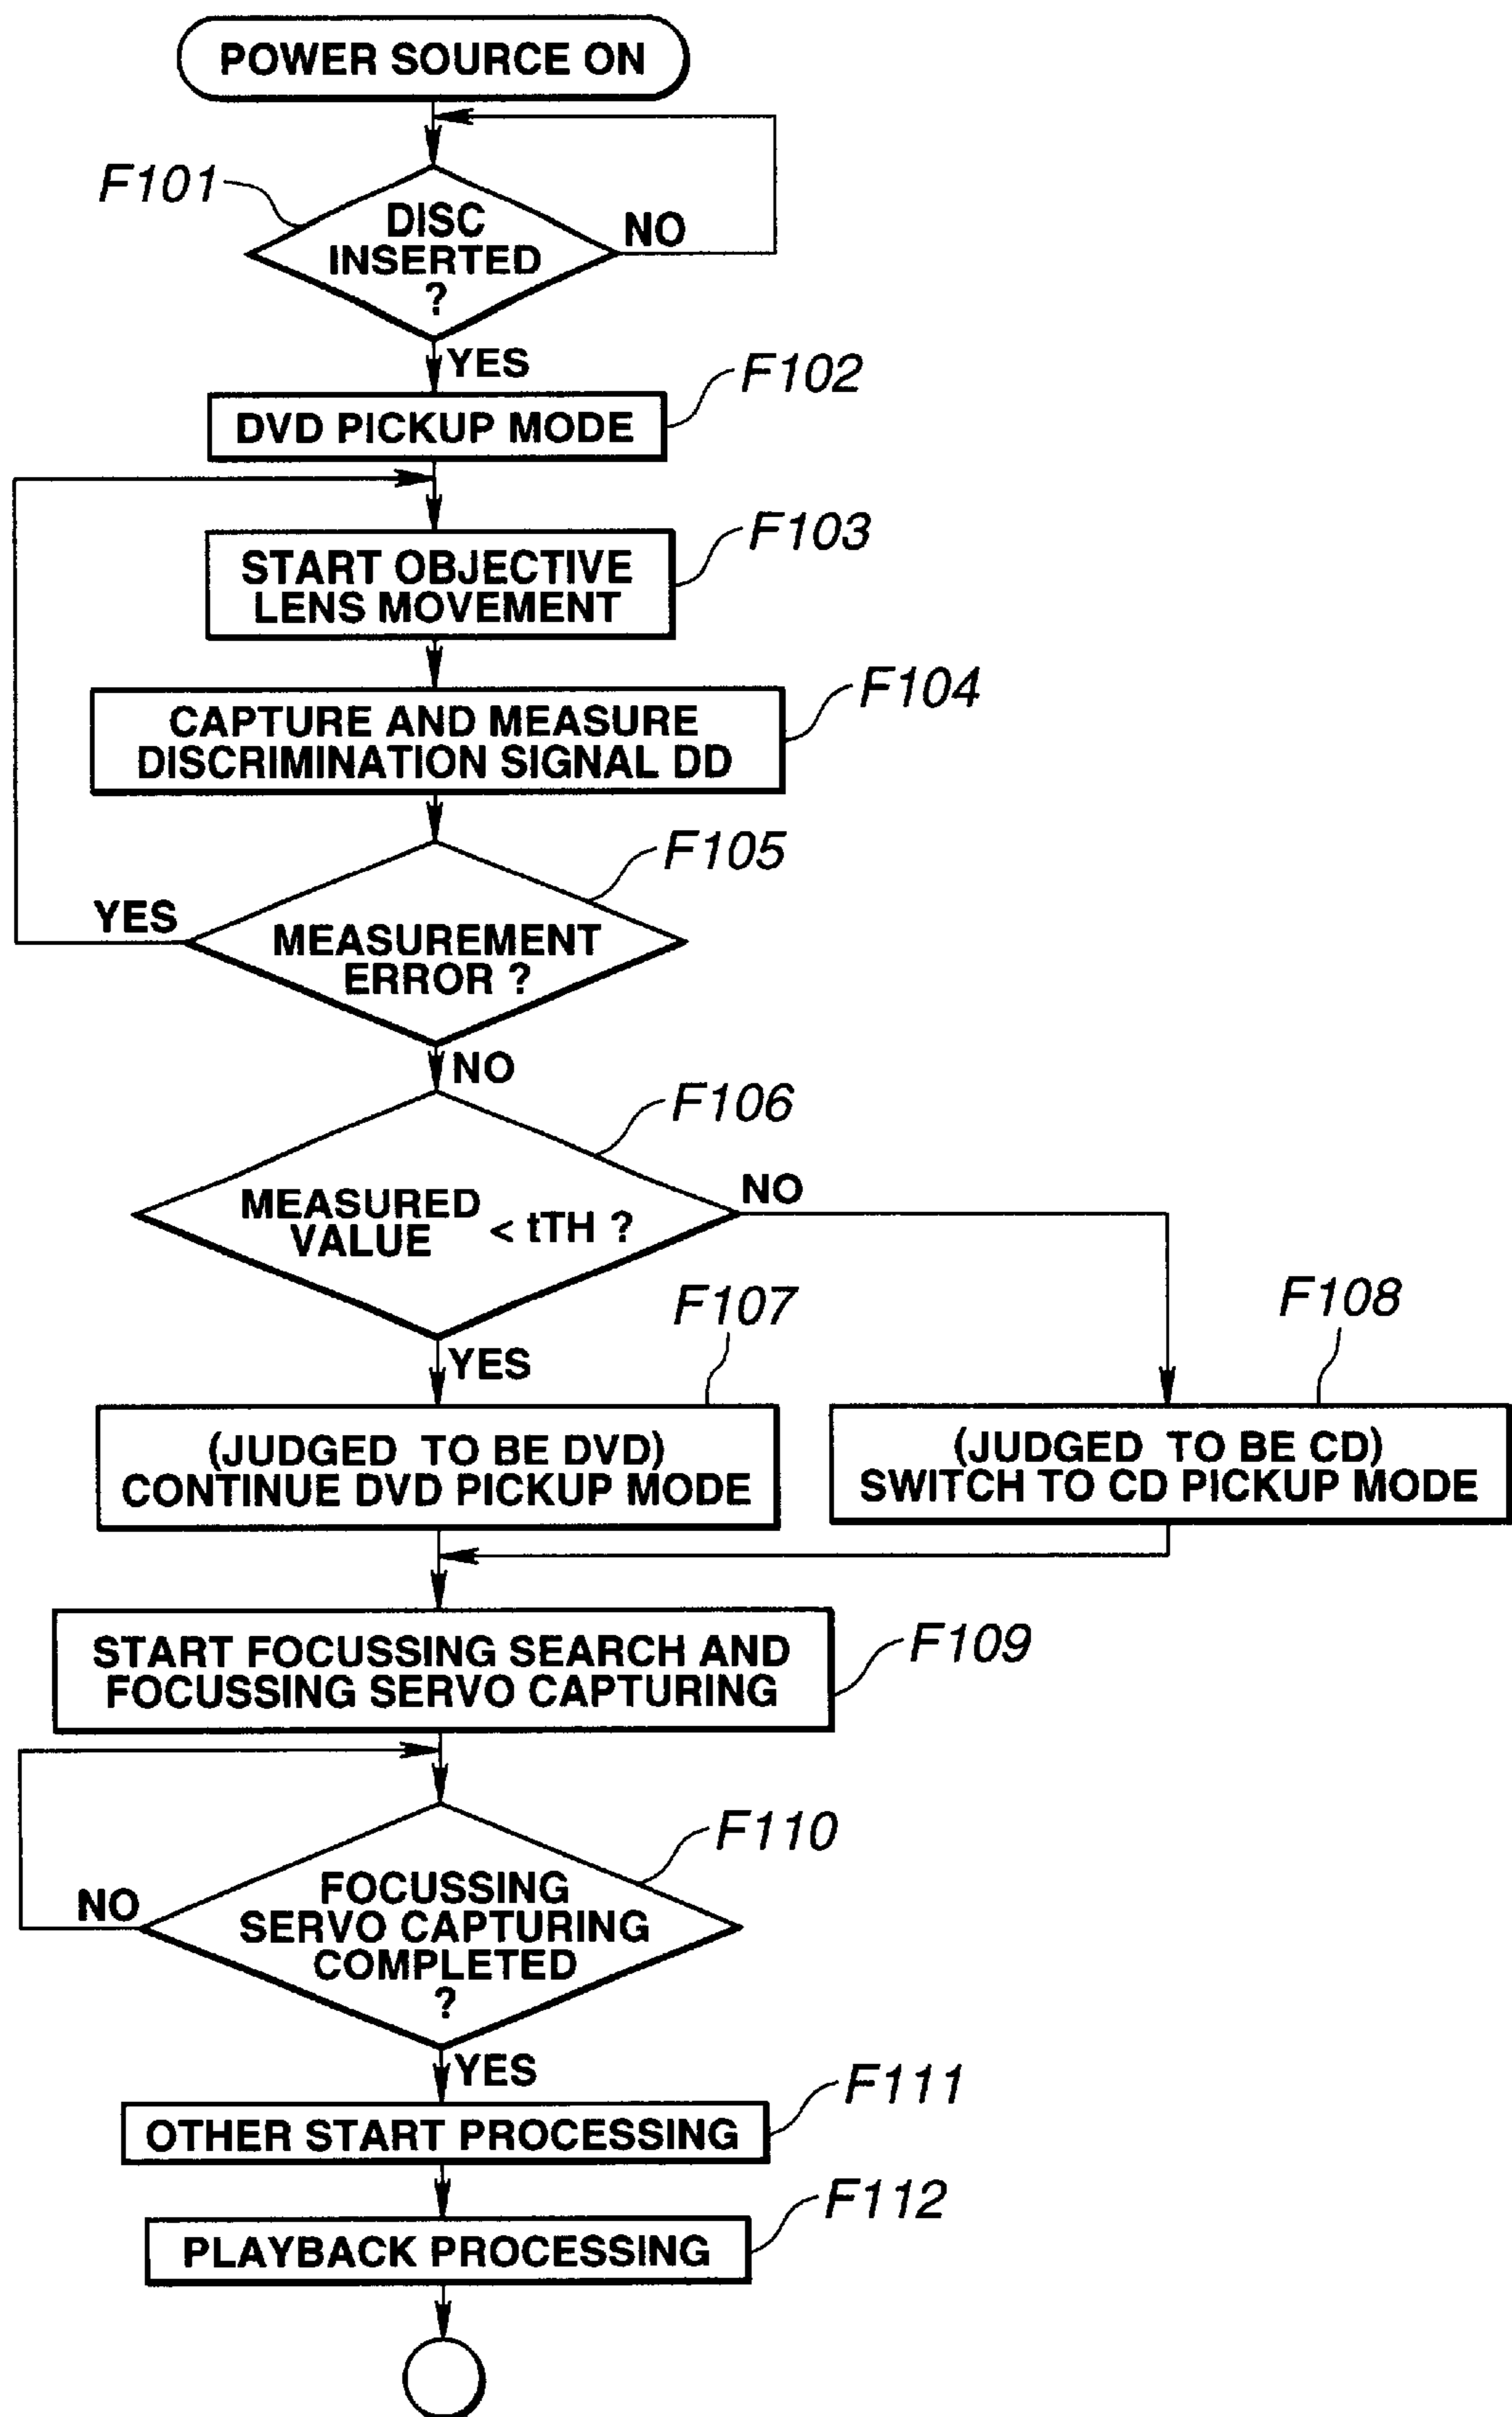 POWER SOURCE ON
F101
DISC
INSERTED
?
NO
YES
F102
DVD PICKUP MODE
F103
START OBJECTIVE
LENS MOVEMENT
F104
CAPTURE AND MEASURE
DISCRIMINATION SIGNAL DD
F105
YES
MEASUREMENT
ERROR ?
NO
F106
NO
MEASURED
VALUE < tTH ?
F107
F108
YES
(JUDGED TO BE DVD)
CONTINUE DVD PICKUP MODE
(JUDGED TO BE CD)
SWITCH TO CD PICKUP MODE
START FOCUSSING SEARCH AND
FOCUSSING SERVO CAPTURING
F109
F110
NO
FOCUSSING
SERVO CAPTURING
COMPLETED
?
YES
F111
OTHER START PROCESSING
F112
PLAYBACK PROCESSING